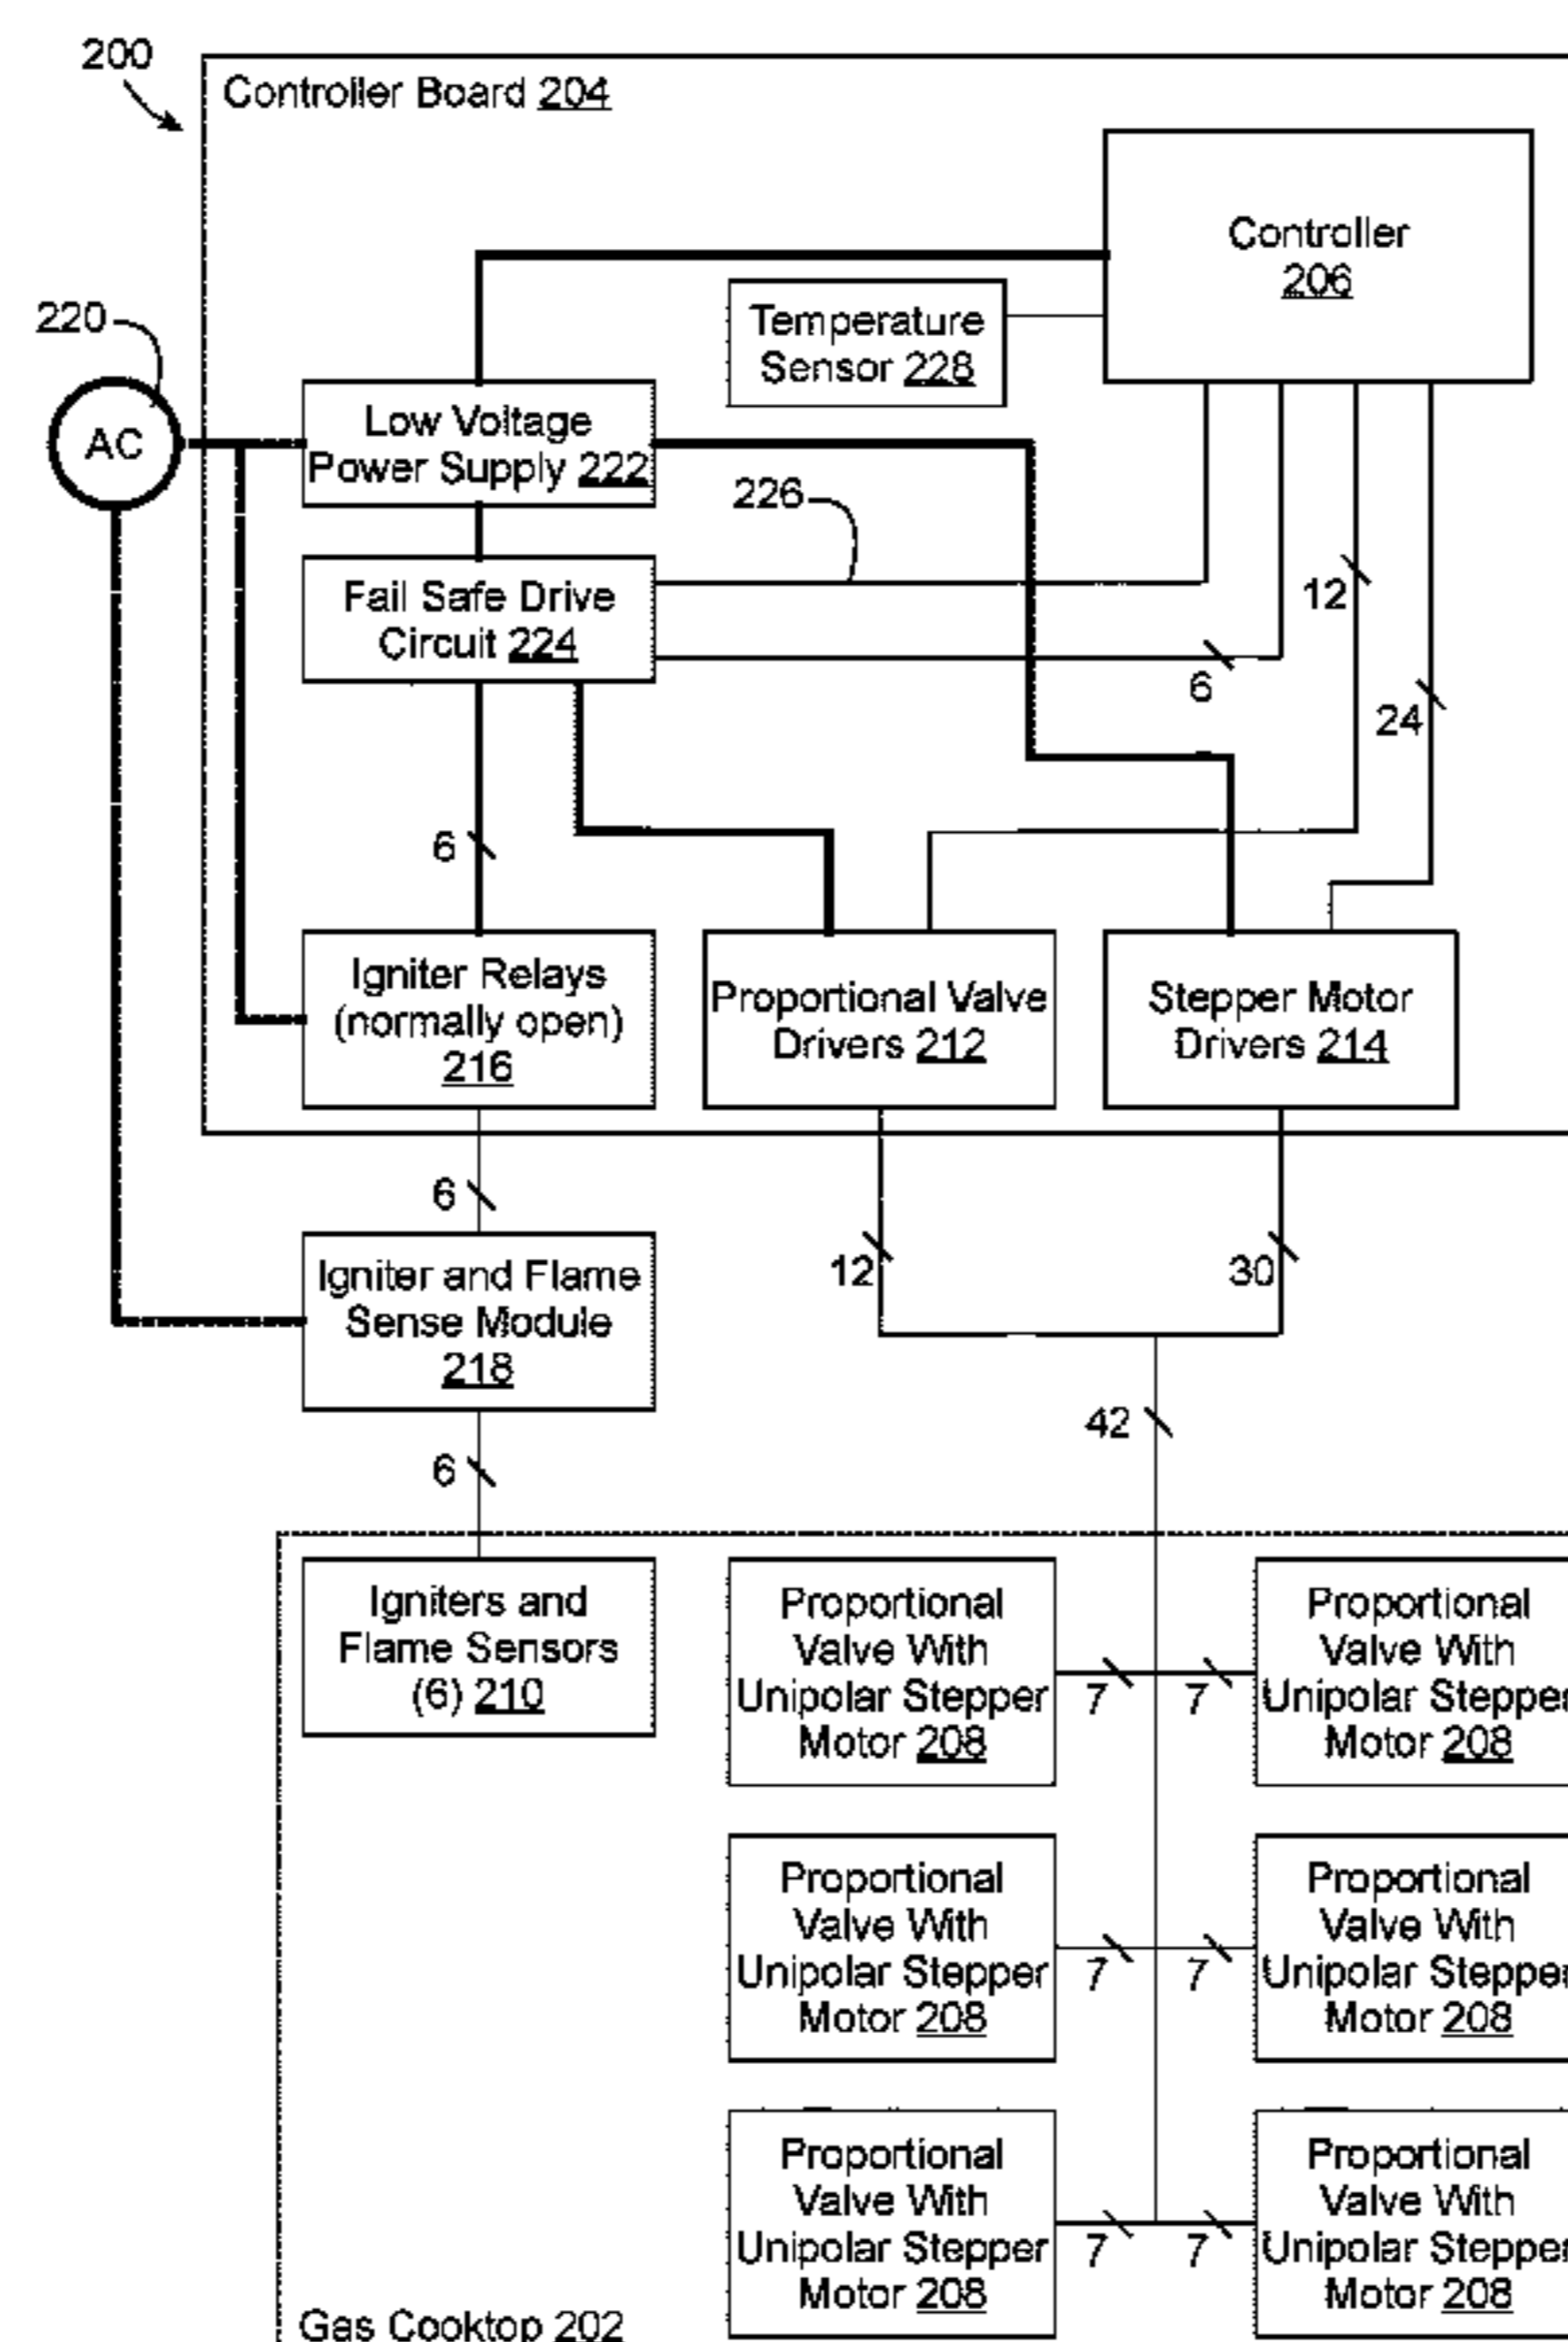 200
Controller Board 204
Controller
206
Temperature
Sensor 228
220
AC
Low Voltage
Power Supply 222
226
Fail Safe Drive
Circuit 224
12
6
24
6
Igniter Relays
(normally open)
216
Proportional Valve
Drivers 212
Stepper Motor
Drivers 214
6
Igniter and Flame
Sense Module
218
12
30
42
6
Igniters and
Flame Sensors
(6) 210
Proportional
Valve With
Unipolar Stepper
Motor 208
7
7
Proportional
Valve With
Unipolar Stepper
Motor 208
Proportional
Valve With
Unipolar Stepper
Motor 208
7
7
Proportional
Valve With
Unipolar Stepper
Motor 208
Proportional
Valve With
Unipolar Stepper
Motor 208
7
7
Proportional
Valve With
Unipolar Stepper
Motor 208
Gas Cooktop 202